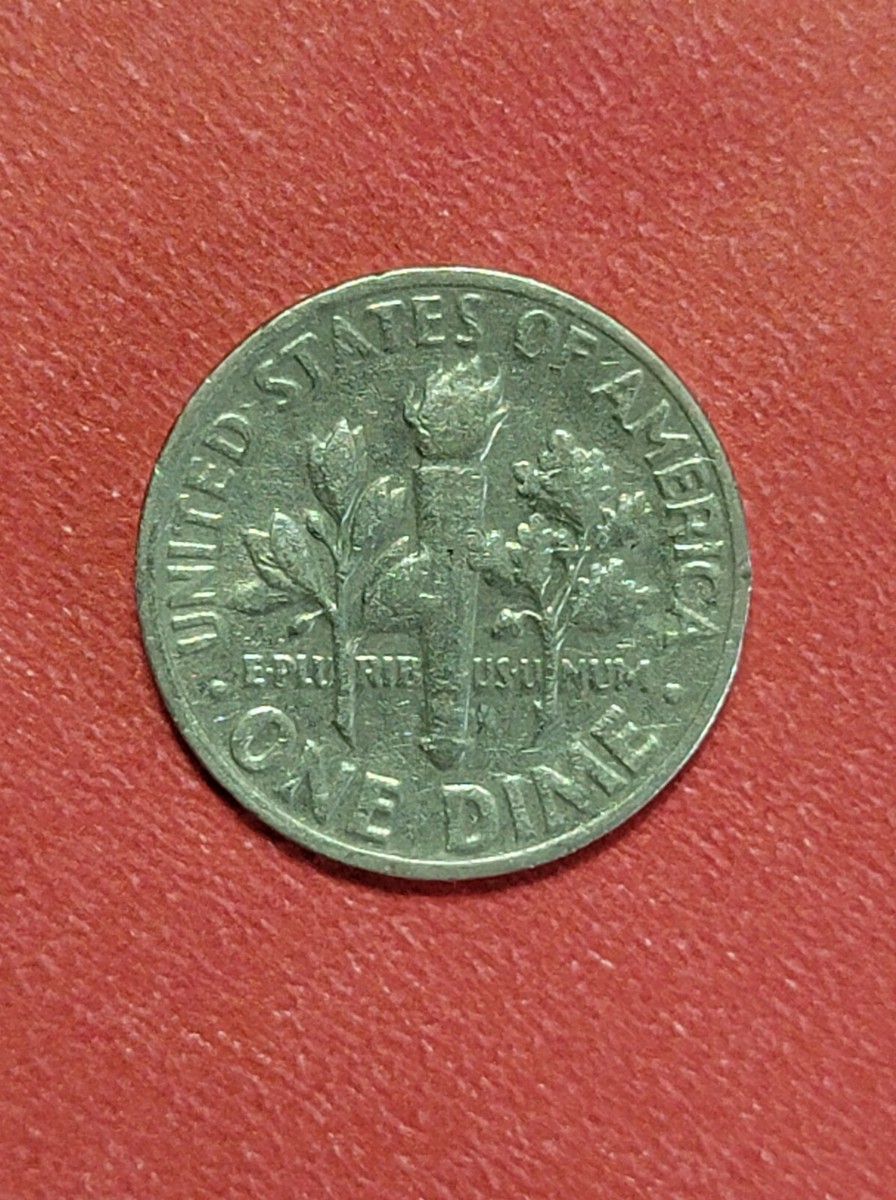 UNITED STATES OF AMERICA
E·PLURIBUS·UNUM
· ONE DIME ·